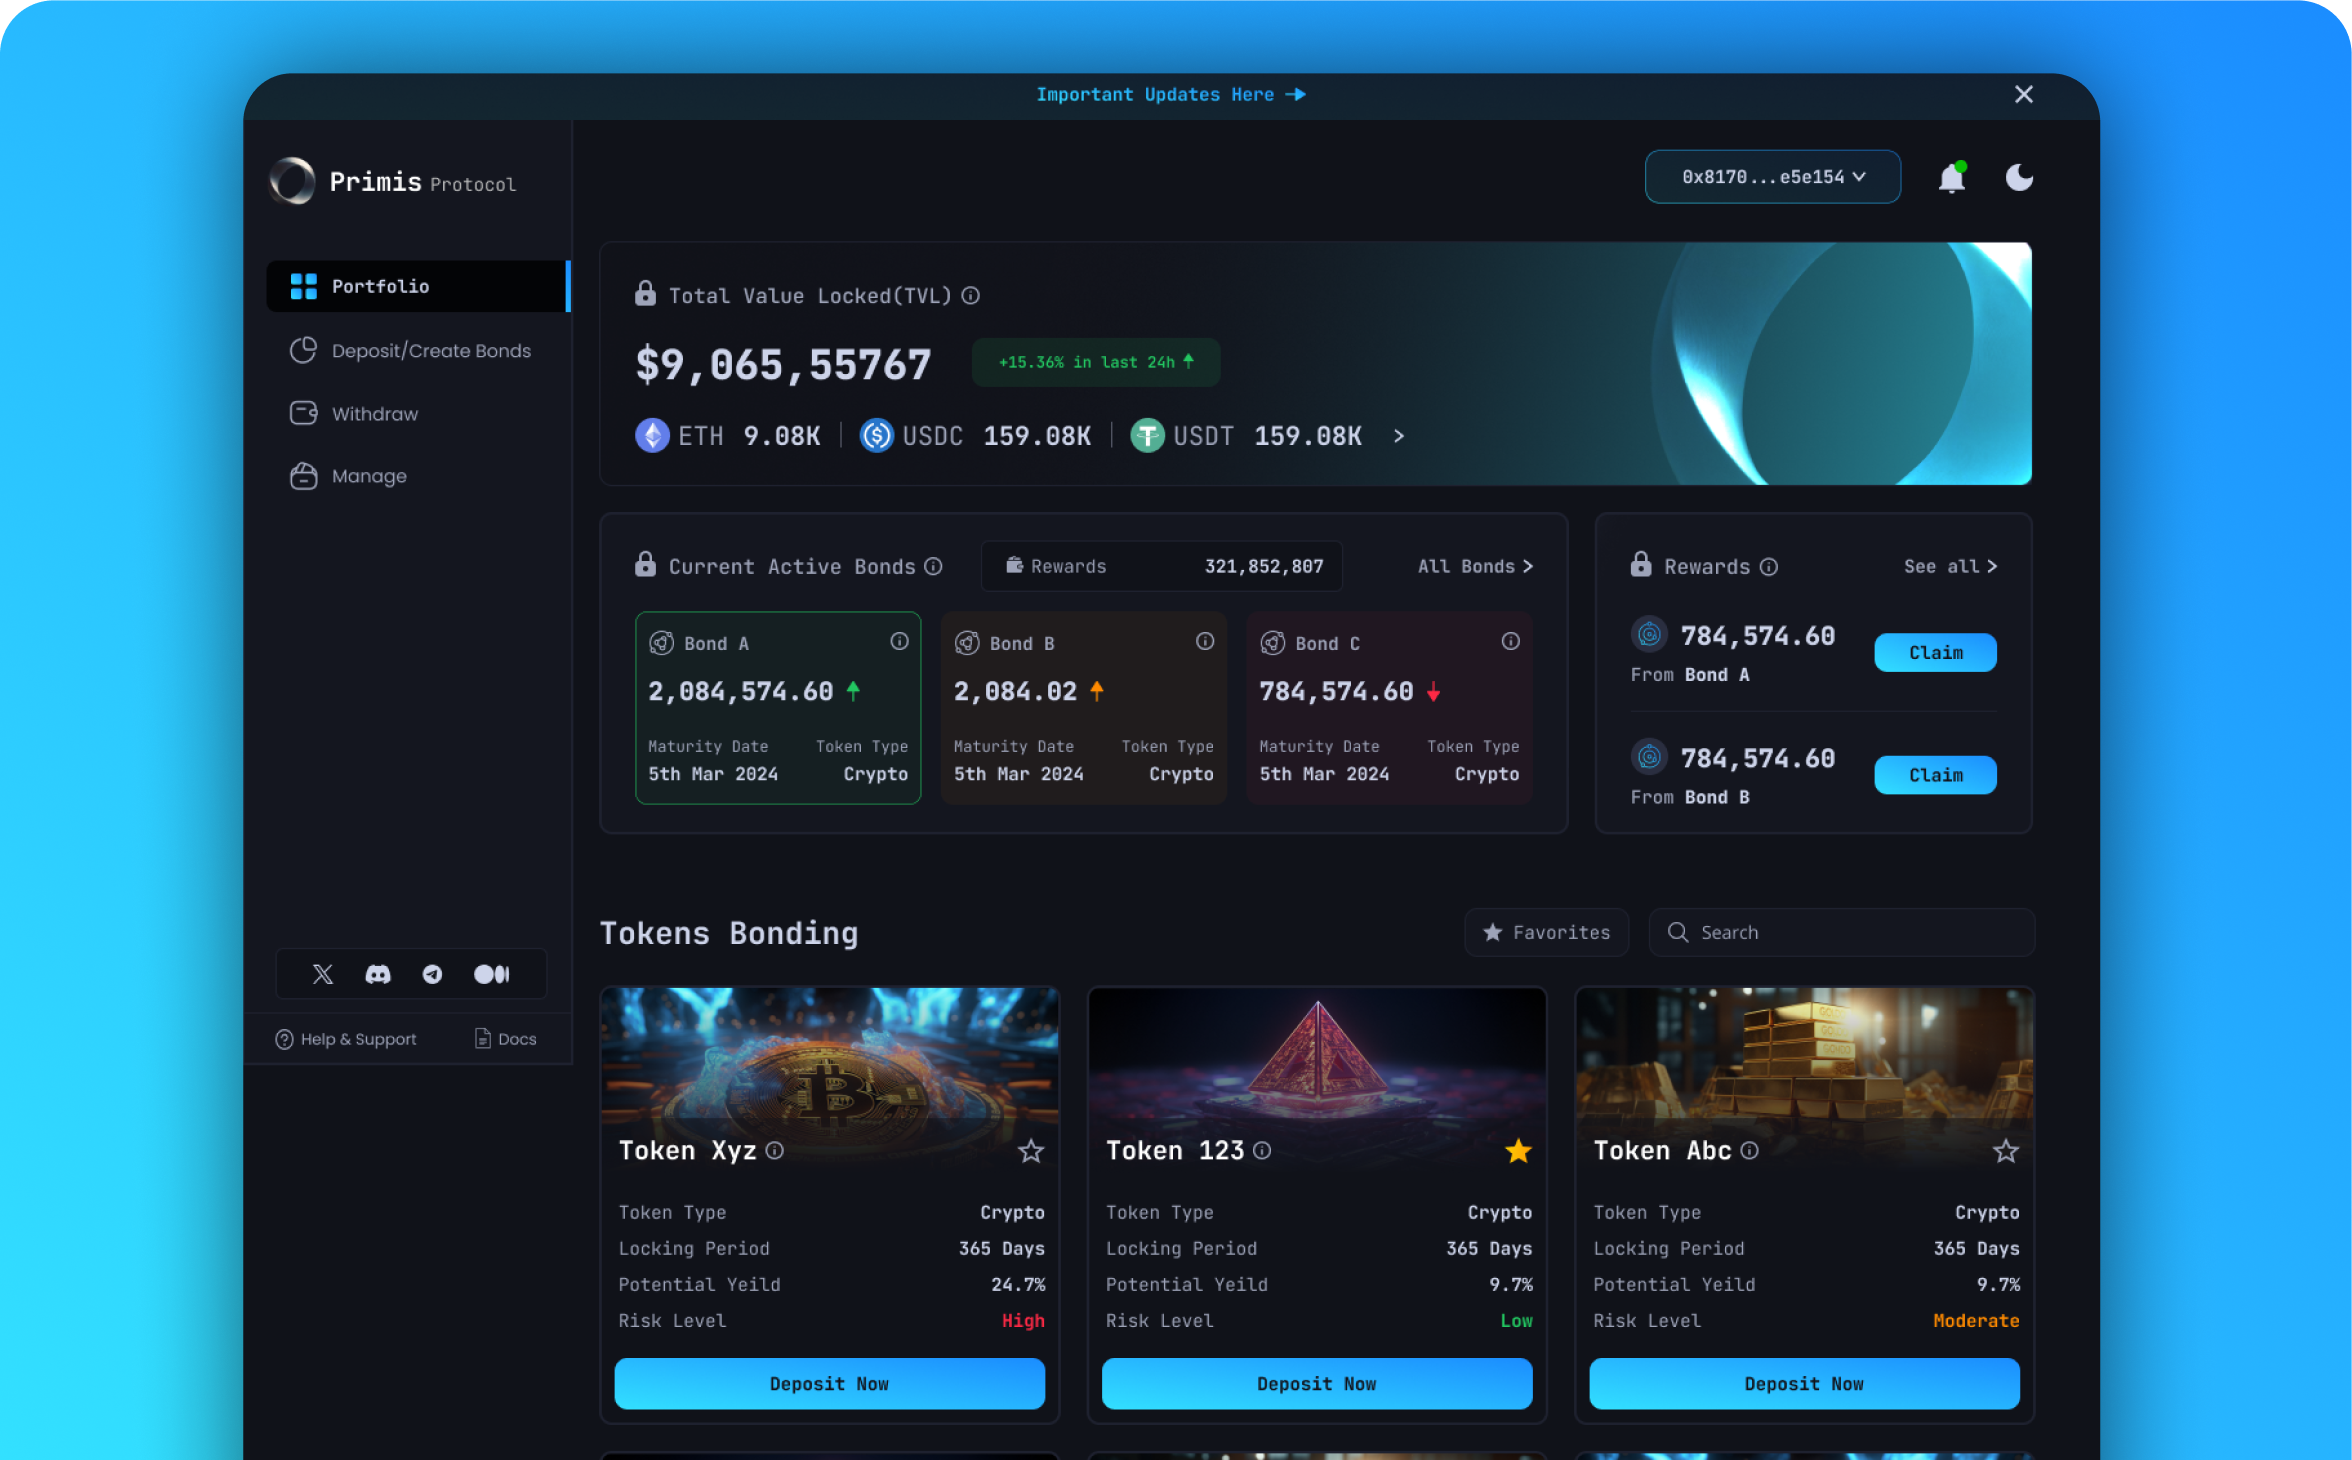 Important Updates Here
Primis Protocol
0x8170...e5e154
Portfolio
Deposit/Create Bonds
Withdraw
Manage
Total Value Locked(TVL)
$9,065,55767
+15.36% in last 24h
ETH 9.08K
USDC 159.08K
USDT 159.08K
Current Active Bonds
Rewards 321,852,807
All Bonds
Bond A
2,084,574.60
Maturity Date Token Type
5th Mar 2024 Crypto
Bond B
2,084.02
Maturity Date Token Type
5th Mar 2024 Crypto
Bond C
784,574.60
Maturity Date Token Type
5th Mar 2024 Crypto
Rewards
See all
784,574.60
From Bond A
Claim
784,574.60
From Bond B
Claim
Tokens Bonding
Favorites
Search
Token Xyz
Token Type Crypto
Locking Period 365 Days
Potential Yeild 24.7%
Risk Level High
Deposit Now
Token 123
Token Type Crypto
Locking Period 365 Days
Potential Yeild 9.7%
Risk Level Low
Deposit Now
Token Abc
Token Type Crypto
Locking Period 365 Days
Potential Yeild 9.7%
Risk Level Moderate
Deposit Now
Help & Support
Docs